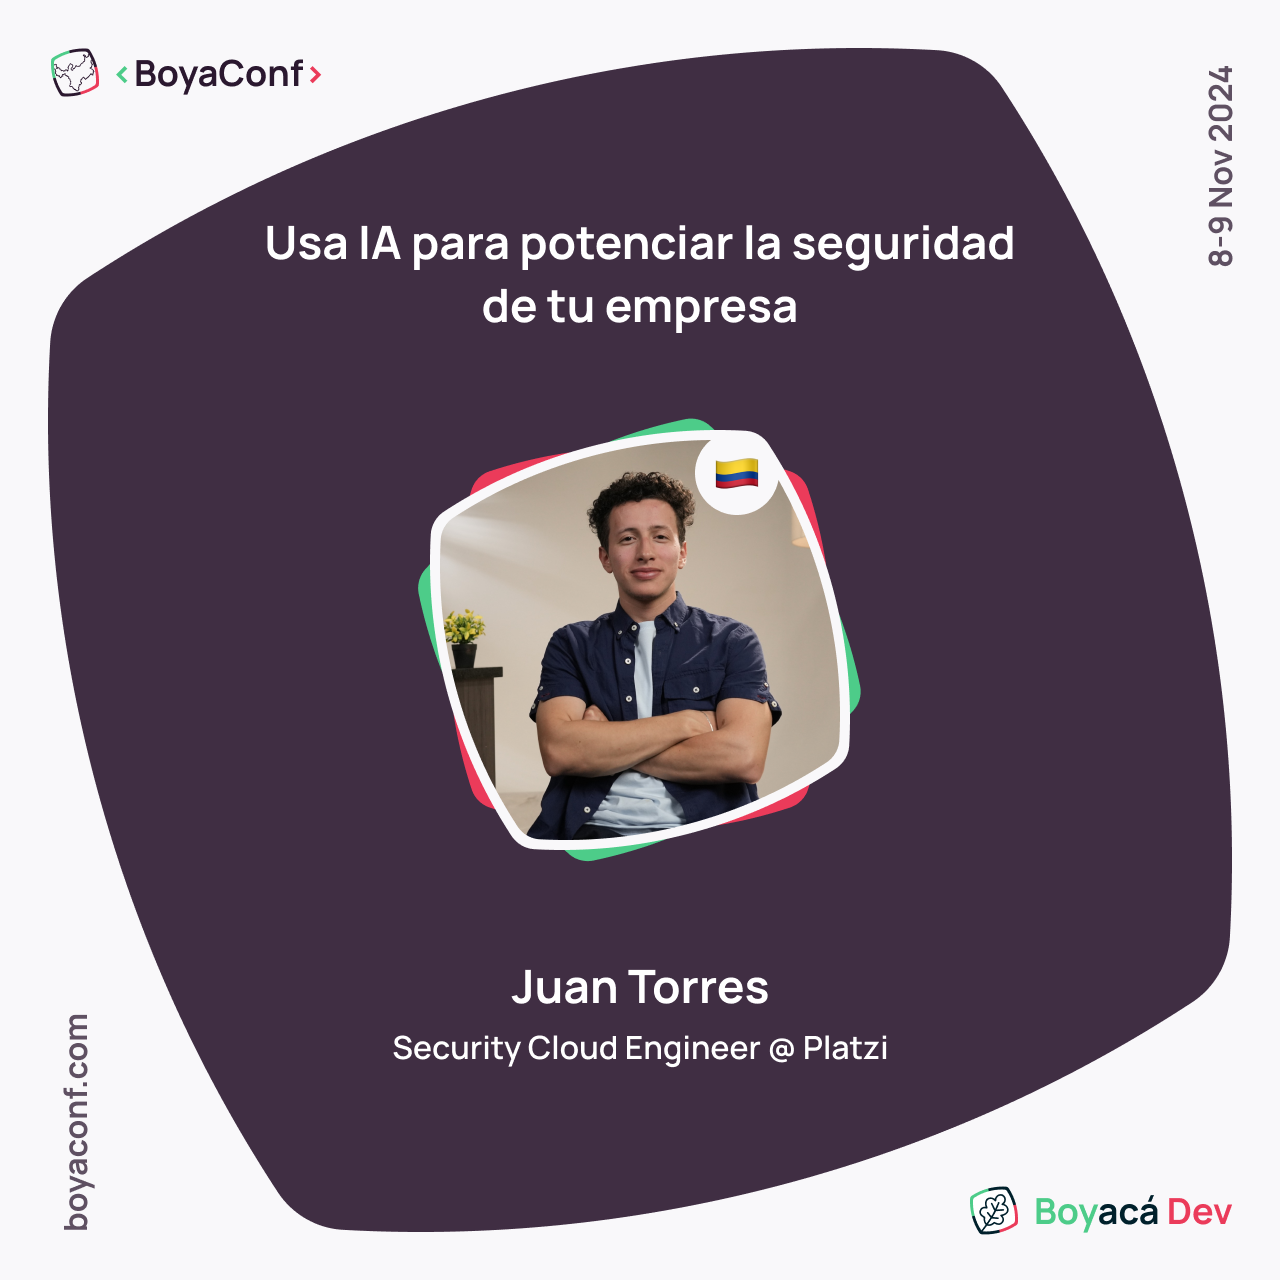 <BoyaConf>
8-9 Nov 2024
Usa IA para potenciar la seguridad
de tu empresa
Juan Torres
Security Cloud Engineer @ Platzi
boyaconf.com
Boyacá Dev